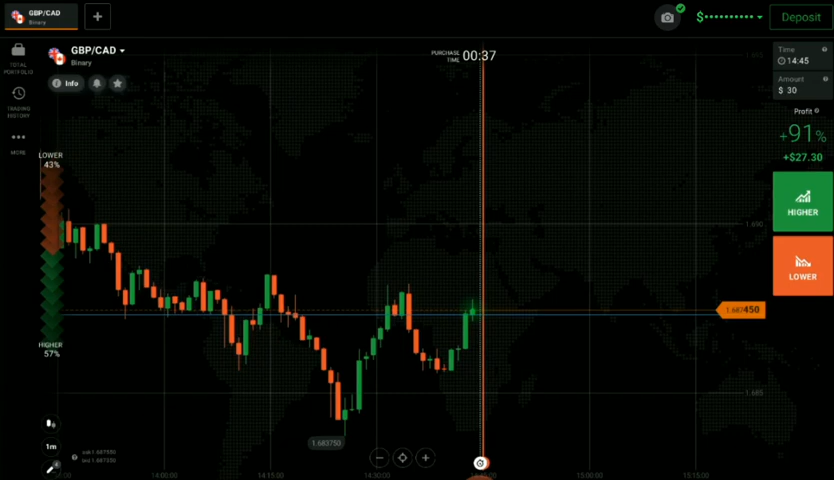 GBP/CAD
Binary
+
$•••••••••••
Deposit
TOTAL
PORTFOLIO
TRADING
HISTORY
MORE
GBP/CAD
Binary
Info
PURCHASE
TIME
00:37
Time
14:45
Amount
$ 30
Profit
+91%
+$27.30
HIGHER
LOWER
LOWER
43%
HIGHER
57%
1.690
1.687450
1.685
1.683750
1m
14:00:00
14:15:00
14:30:00
15:00:00
15:15:00